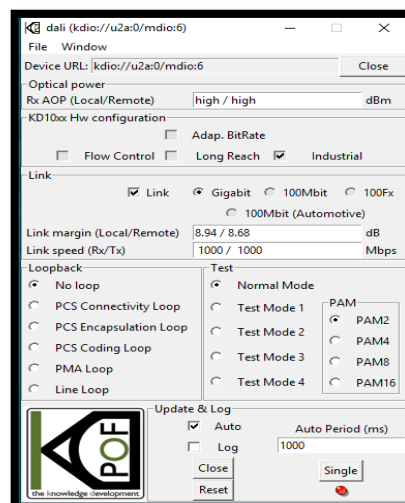 dali (kdio://u2a:0/mdio:6)
File Window
Device URL: kdio://u2a:0/mdio:6 Close
Optical power
Rx AOP (Local/Remote) high / high dBm
KD10xx Hw configuration
Adap. BitRate
Flow Control Long Reach Industrial
Link
Link Gigabit 100Mbit 100Fx
100Mbit (Automotive)
Link margin (Local/Remote) 8.94 / 8.68 dB
Link speed (Rx/Tx) 1000 / 1000 Mbps
Loopback
No loop
PCS Connectivity Loop
PCS Encapsulation Loop
PCS Coding Loop
PMA Loop
Line Loop
Test
Normal Mode
Test Mode 1
Test Mode 2
Test Mode 3
Test Mode 4
PAM
PAM2
PAM4
PAM8
PAM16
KDPOF
the knowledge development
Update & Log
Auto Auto Period (ms)
Log 1000
Close Single
Reset